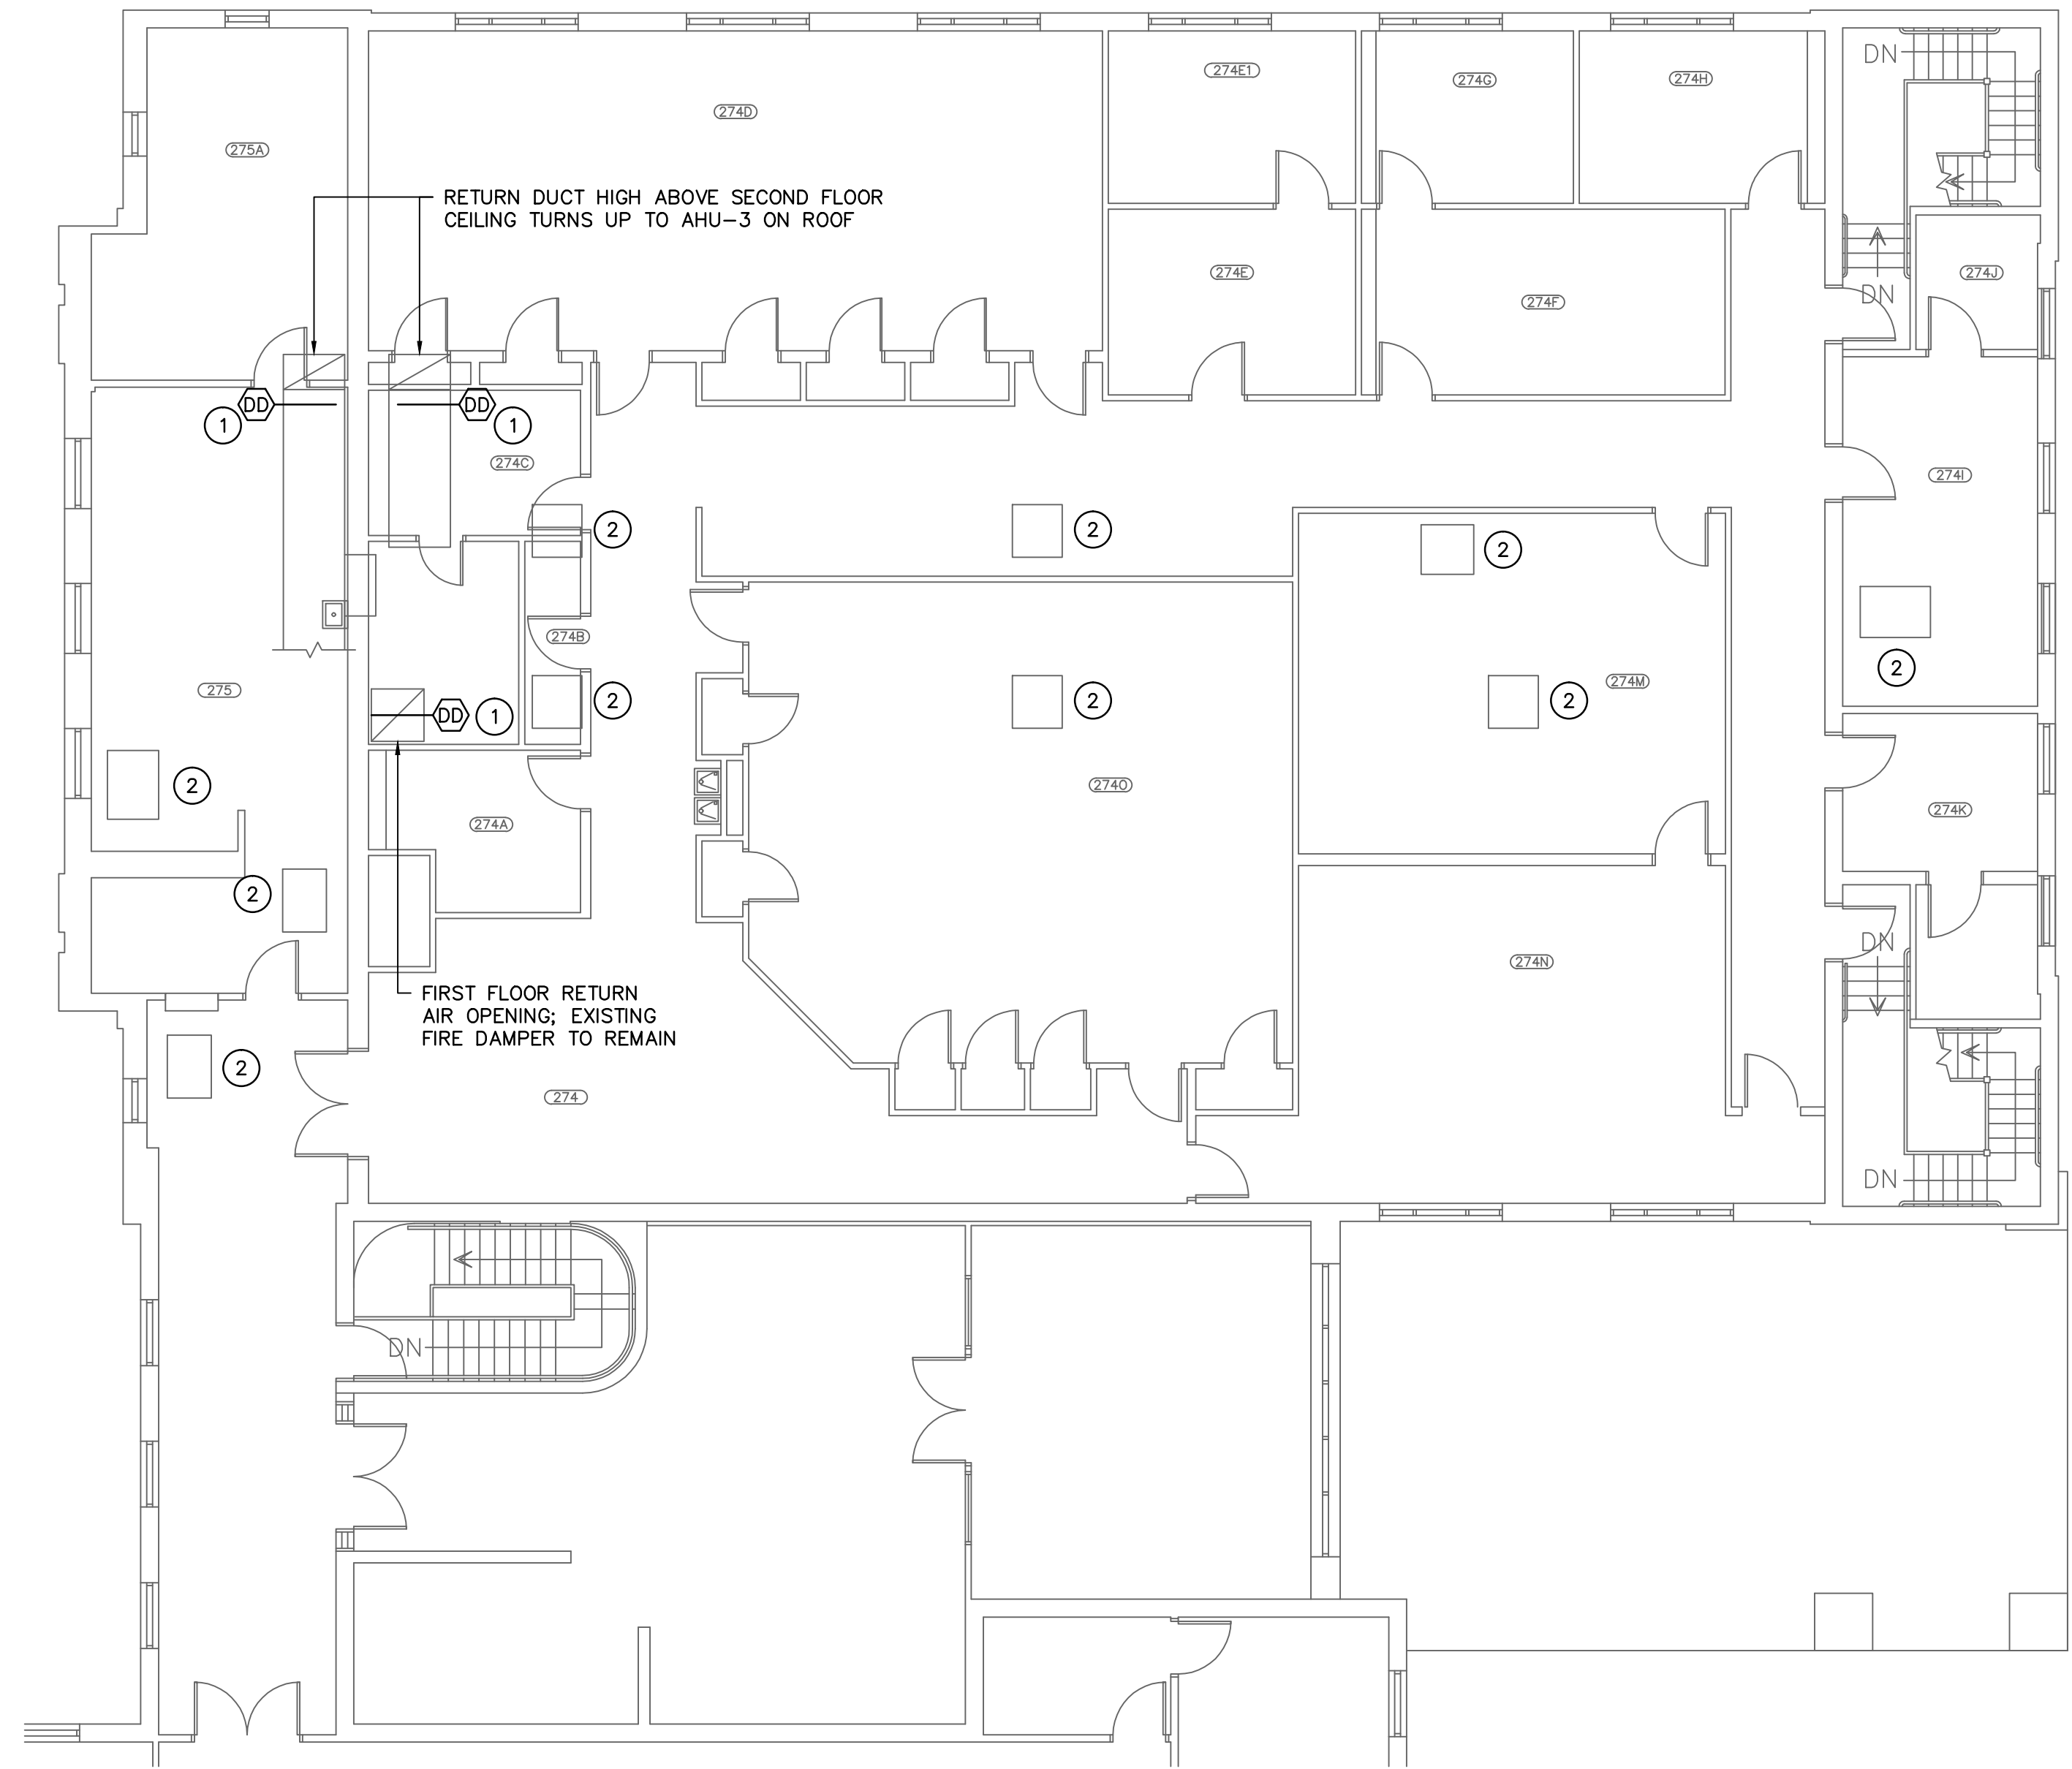 DN
274E1
274G
274H
274D
275A
RETURN DUCT HIGH ABOVE SECOND FLOOR
CEILING TURNS UP TO AHU-3 ON ROOF
274E
274F
274J
DN
DD
1
DD
1
274C
274I
2
2
2
274B
2
275
2
2
274M
2
DD
1
2
274O
274K
274A
2
DN
274N
FIRST FLOOR RETURN
AIR OPENING; EXISTING
FIRE DAMPER TO REMAIN
2
274
DN
DN